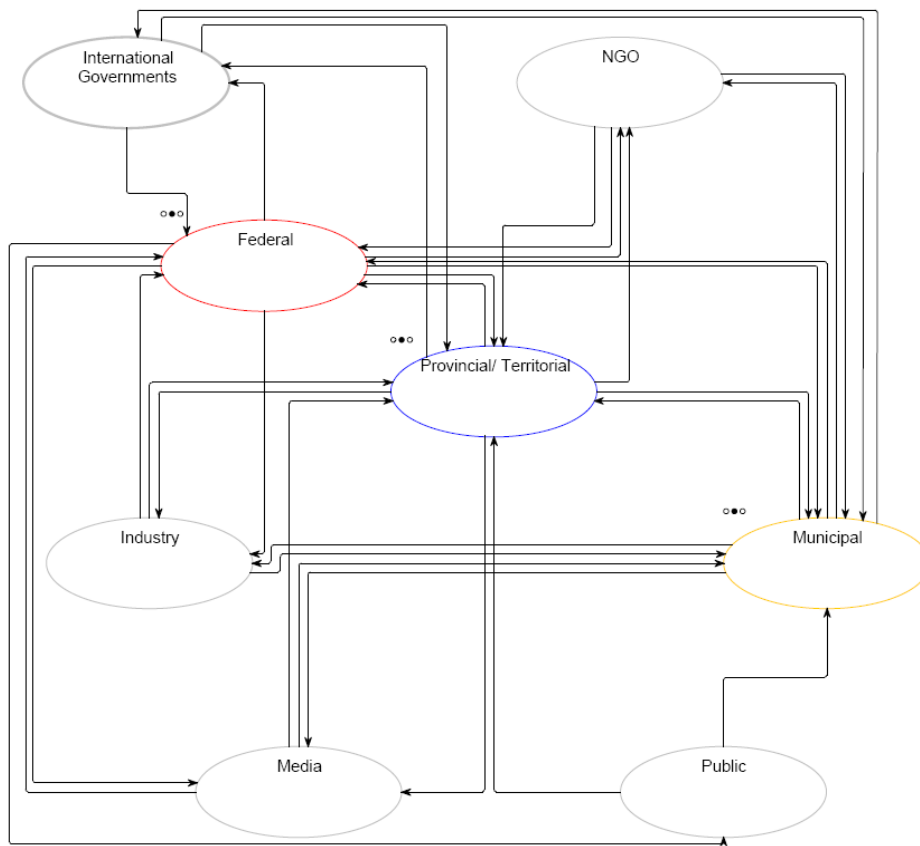 International
Governments
NGO
Federal
Provincial/ Territorial
Industry
Municipal
Media
Public